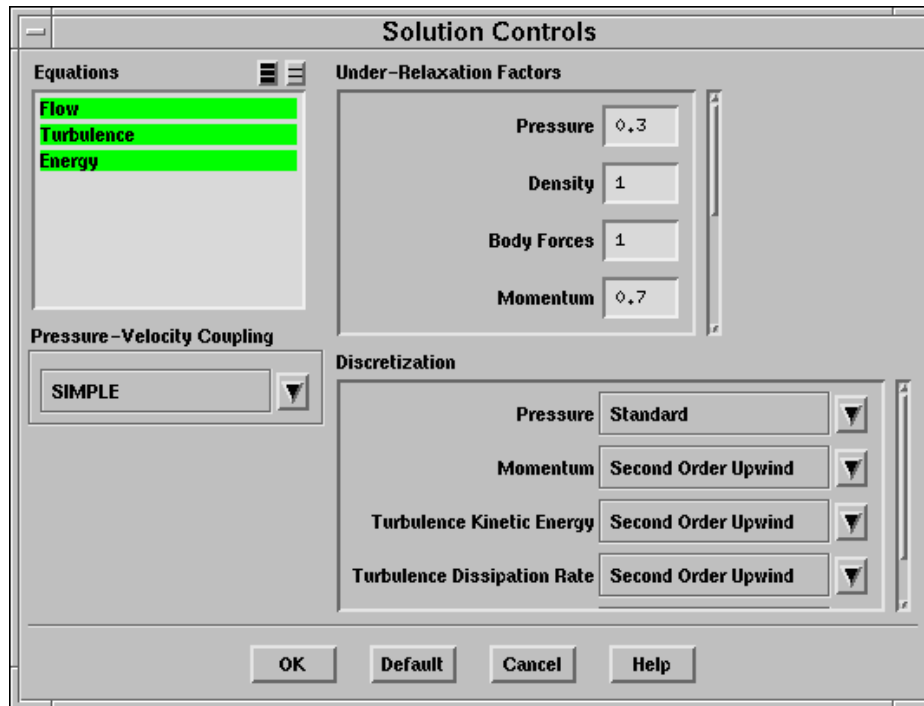 Solution Controls
Equations
Flow
Turbulence
Energy
Pressure-Velocity Coupling
SIMPLE
Under-Relaxation Factors
Pressure 0.3
Density 1
Body Forces 1
Momentum 0.7
Discretization
Pressure Standard
Momentum Second Order Upwind
Turbulence Kinetic Energy Second Order Upwind
Turbulence Dissipation Rate Second Order Upwind
OK Default Cancel Help